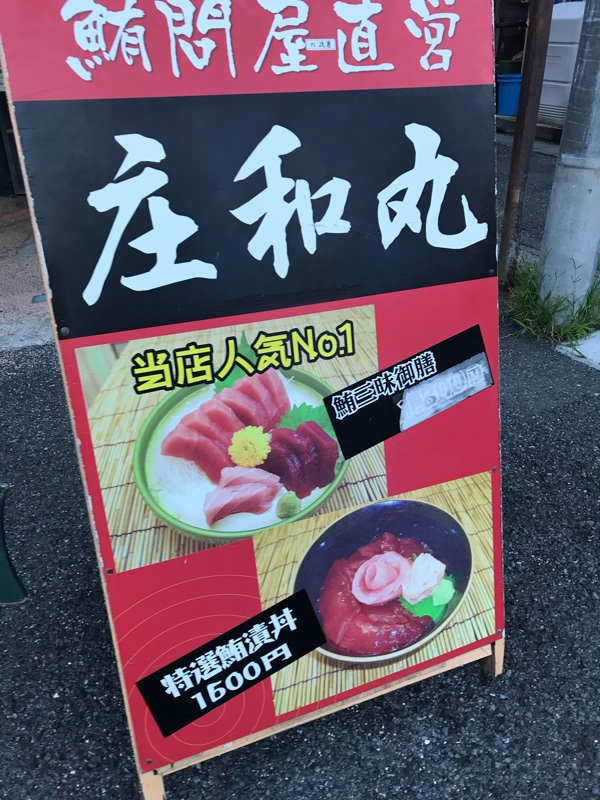 鮪問屋直営
庄和丸
当店人気No.1
鮪三昧御膳
特選鮪漬丼
1600円